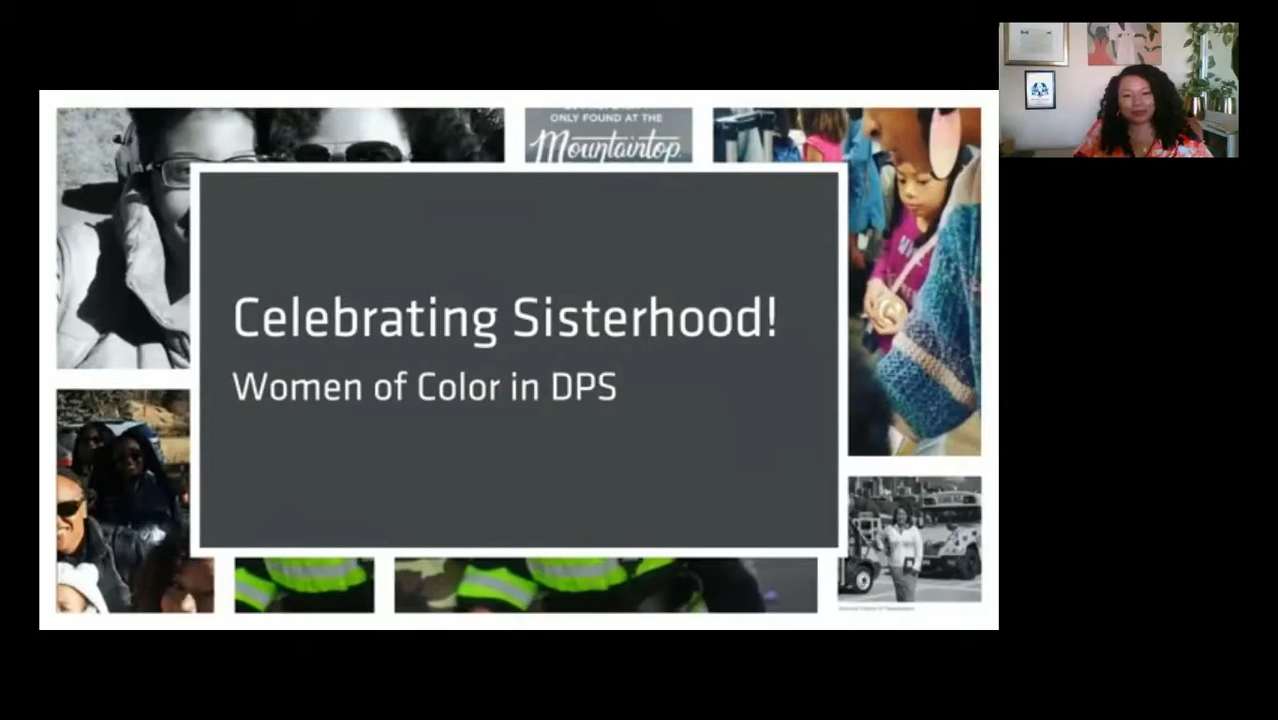 ONLY FOUND AT THE
Mountaintop.
Celebrating Sisterhood!
Women of Color in DPS